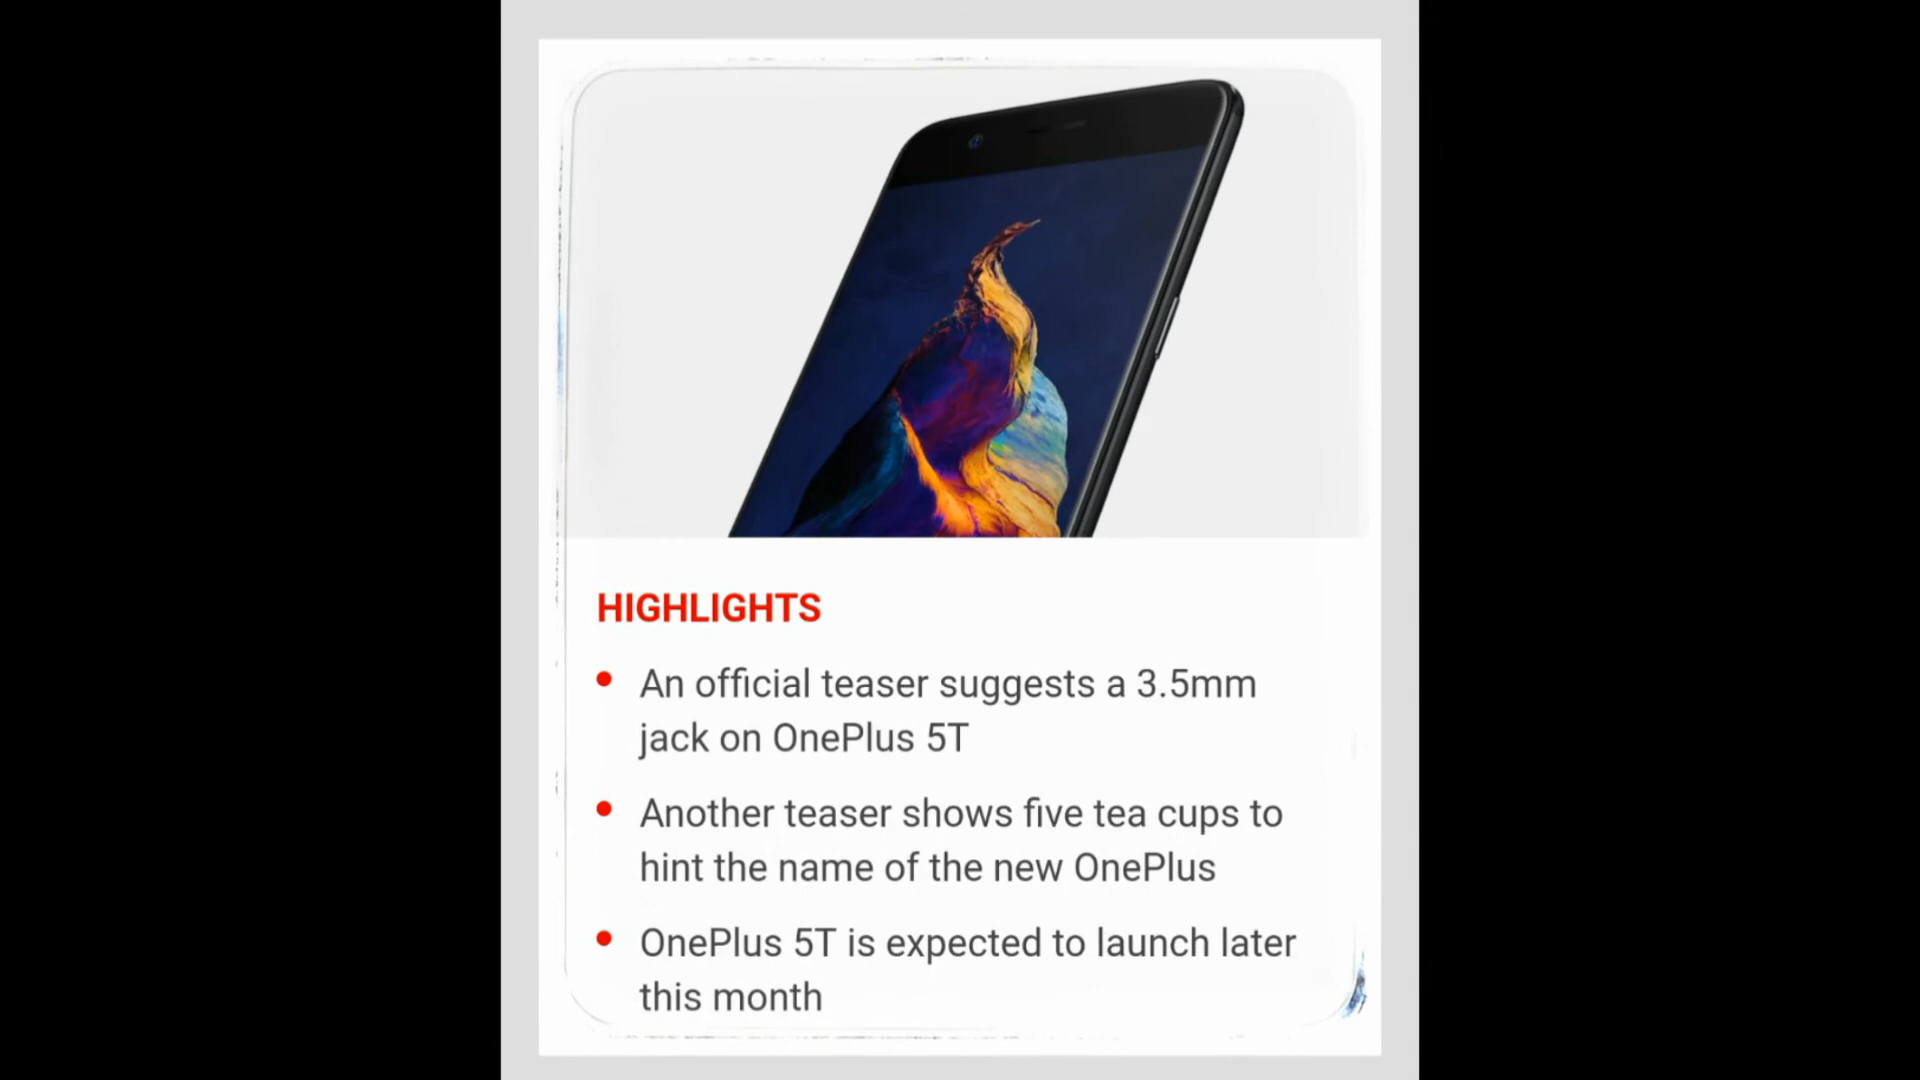 HIGHLIGHTS
An official teaser suggests a 3.5mm
jack on OnePlus 5T
Another teaser shows five tea cups to
hint the name of the new OnePlus
OnePlus 5T is expected to launch later
this month